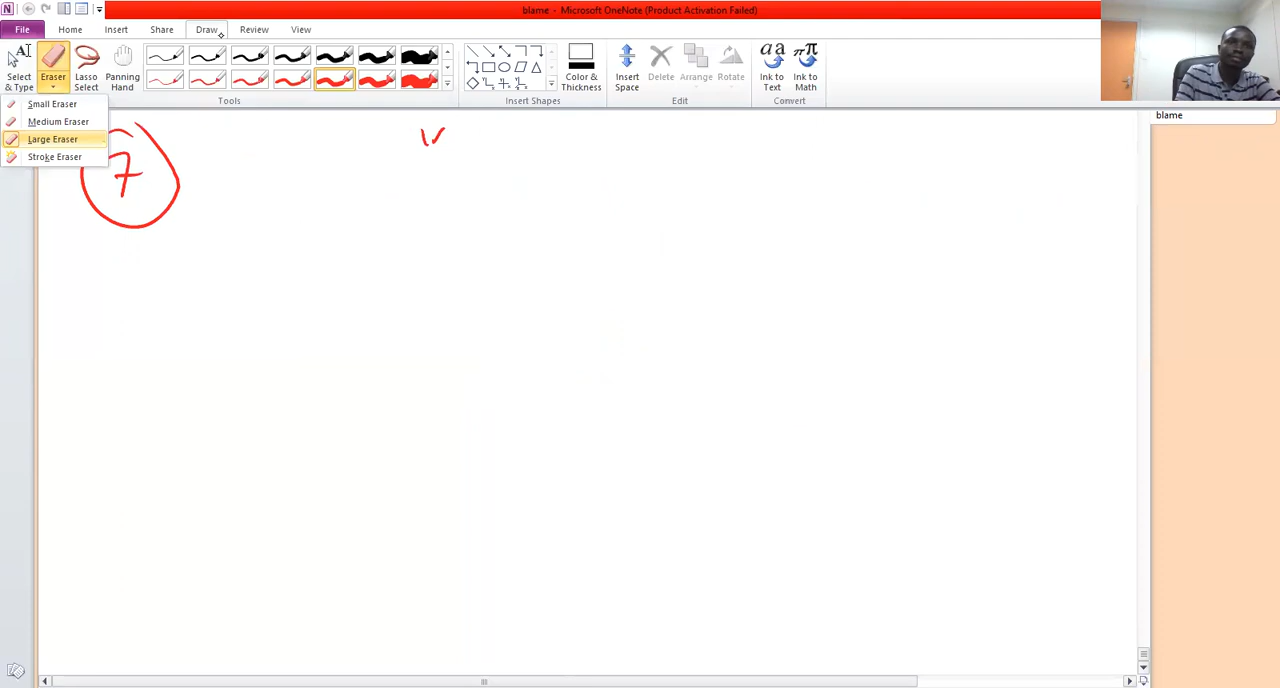 blame - Microsoft OneNote (Product Activation Failed)
File Home Insert Share Draw Review View
Select & Type
Eraser
Lasso Select
Panning Hand
Color & Thickness
Insert Space
Delete
Arrange
Rotate
Ink to Text
Ink to Math
Tools
Insert Shapes
Edit
Convert
Small Eraser
Medium Eraser
Large Eraser
Stroke Eraser
blame
7